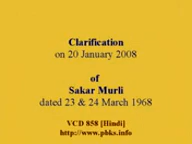 Clarification
on 20 January 2008
of
Sakar Murli
dated 23 & 24 March 1968
VCD 858 [Hindi]
http://www.pbks.info